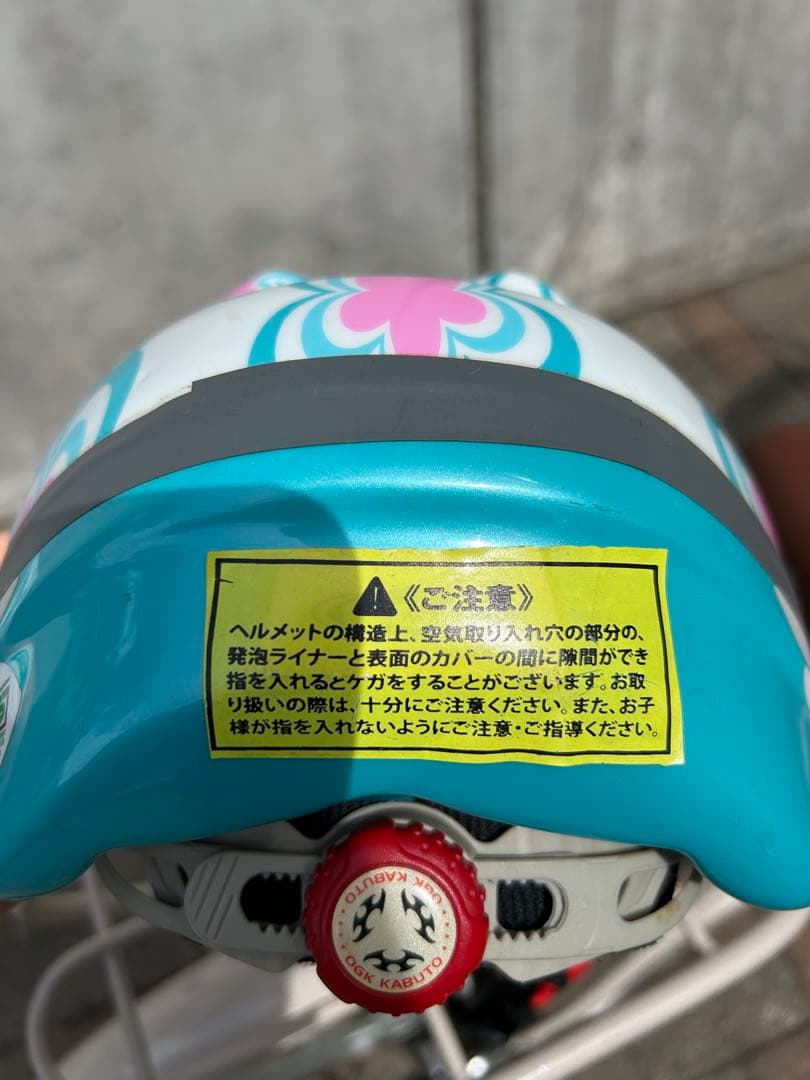 《ご注意》
ヘルメットの構造上、空気取り入れ穴の部分の、
発泡ライナーと表面のカバーの間に隙間ができ
指を入れるとケガをすることがございます。お取
り扱いの際は、十分にご注意ください。また、お子
様が指を入れないようにご注意・ご指導ください。
OGK KABUTO
OGK KABUTO